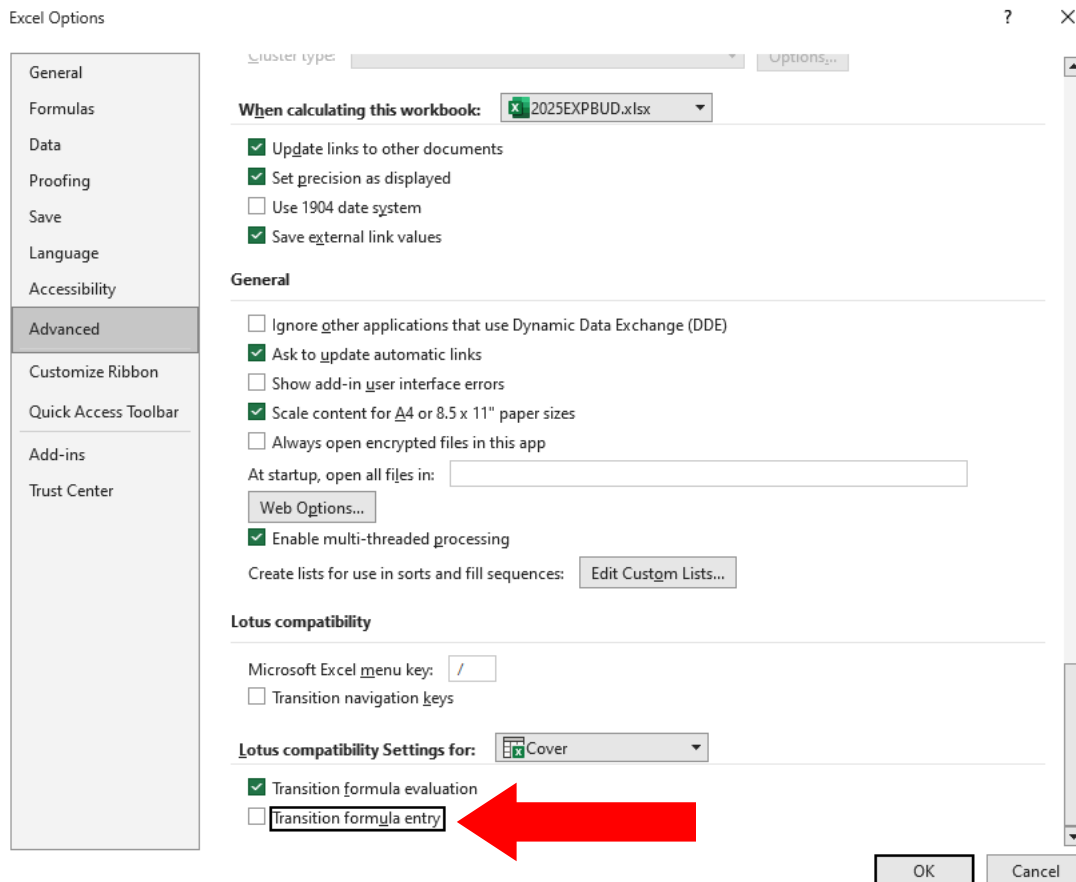 Excel Options
?
General
Formulas
Data
Proofing
Save
Language
Accessibility
Advanced
Customize Ribbon
Quick Access Toolbar
Add-ins
Trust Center
Cluster type:
Options...
When calculating this workbook: 2025EXPBUD.xlsx
Update links to other documents
Set precision as displayed
Use 1904 date system
Save external link values
General
Ignore other applications that use Dynamic Data Exchange (DDE)
Ask to update automatic links
Show add-in user interface errors
Scale content for A4 or 8.5 x 11" paper sizes
Always open encrypted files in this app
At startup, open all files in:
Web Options...
Enable multi-threaded processing
Create lists for use in sorts and fill sequences: Edit Custom Lists...
Lotus compatibility
Microsoft Excel menu key: /
Transition navigation keys
Lotus compatibility Settings for: Cover
Transition formula evaluation
Transition formula entry
OK Cancel